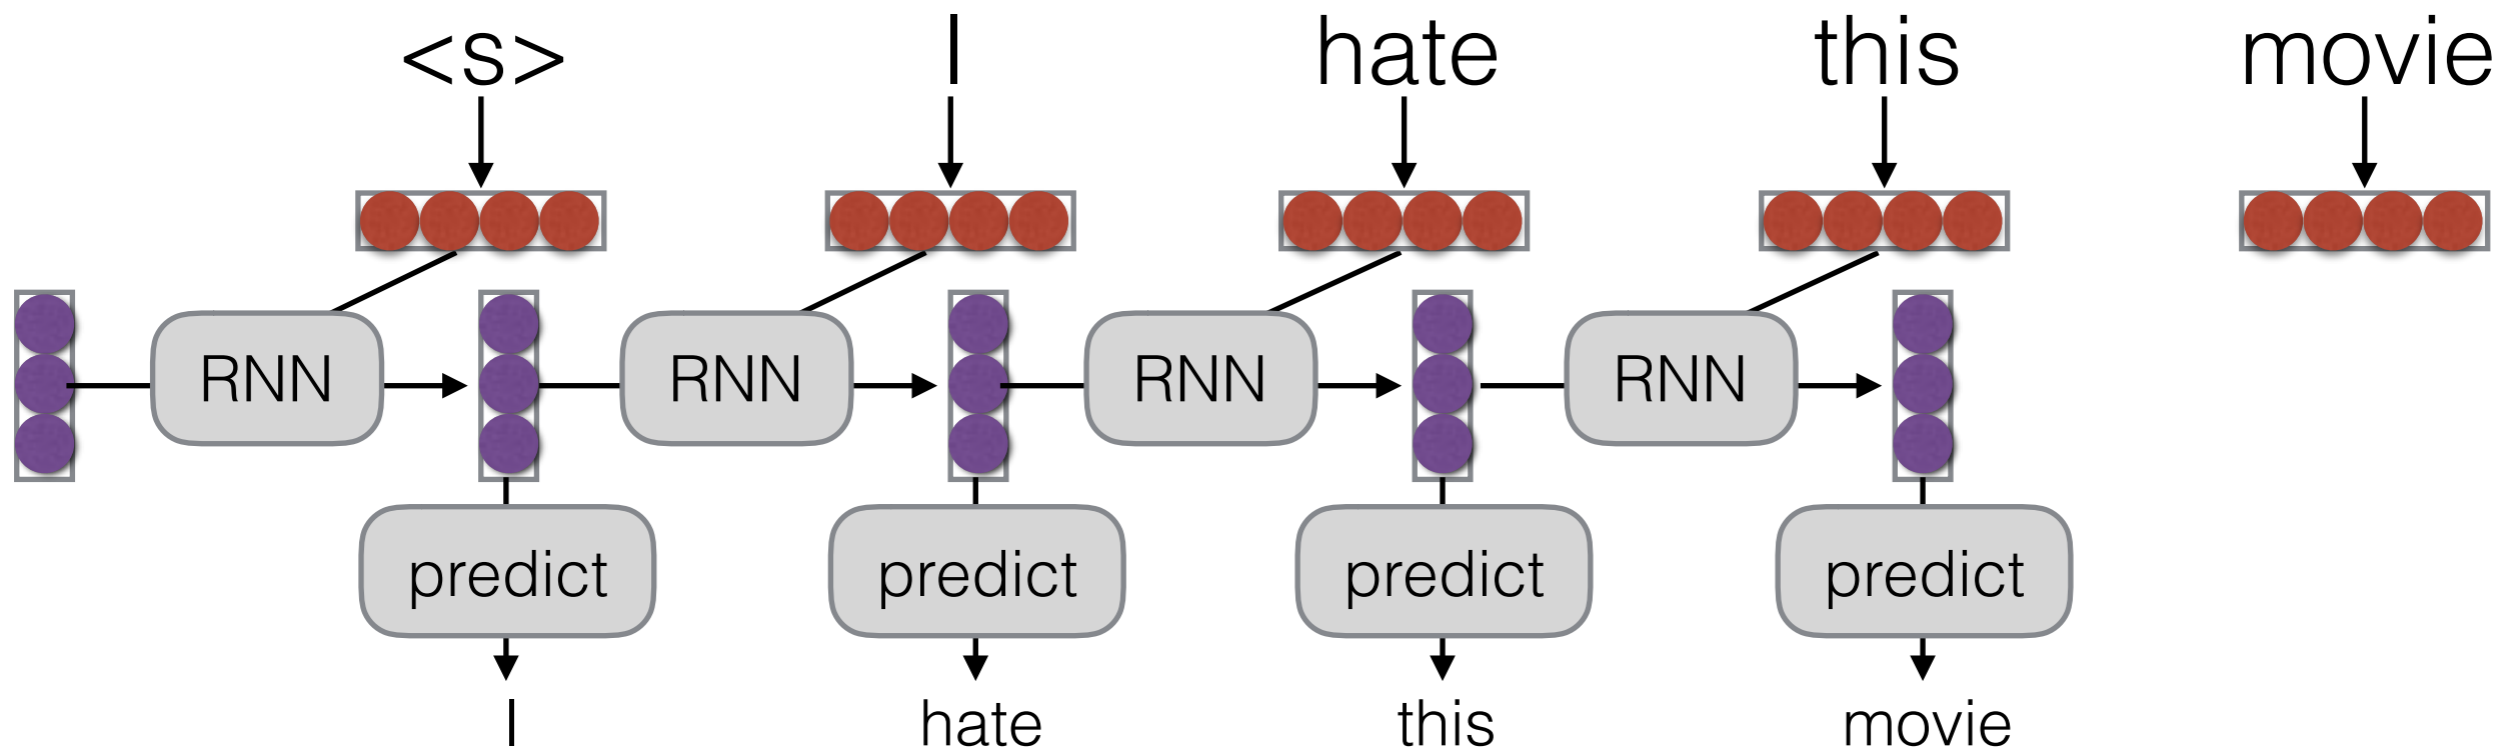 <s> I hate this movie
RNN RNN RNN RNN
predict predict predict predict
I hate this movie